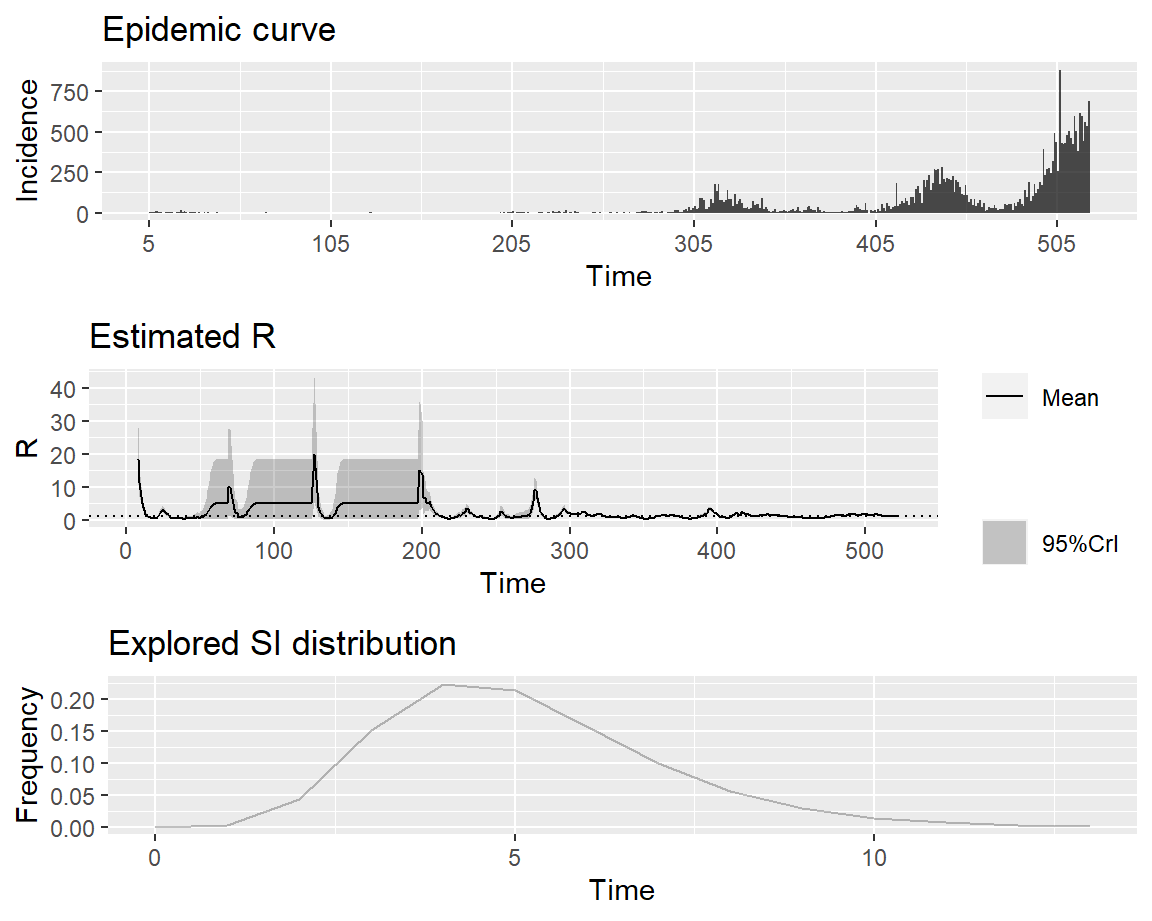 Epidemic curve
Incidence
750
500
250
0
5 105 205 305 405 505
Time
Estimated R
R
40
30
20
10
0
0 100 200 300 400 500
Time
Mean
95%CrI
Explored SI distribution
Frequency
0.20
0.15
0.10
0.05
0.00
0 5 10
Time